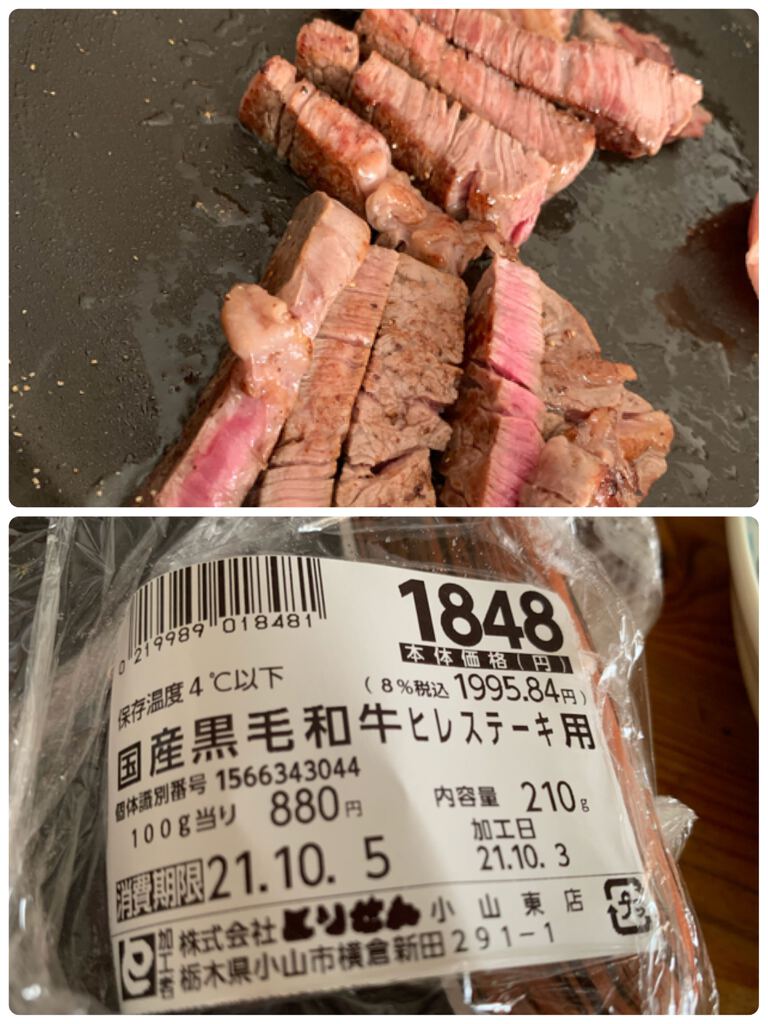 0 219989 018481
1848
本体価格(円)
保存温度4℃以下
(8%税込 1995.84円)
国産黒毛和牛ヒレステーキ用
個体識別番号 1566343044
100g当り 880円
内容量 210g
加工日
21.10.3
消費期限 21.10.5
加工者
株式会社とりせん 小山東店
栃木県小山市横倉新田291-1
プラ